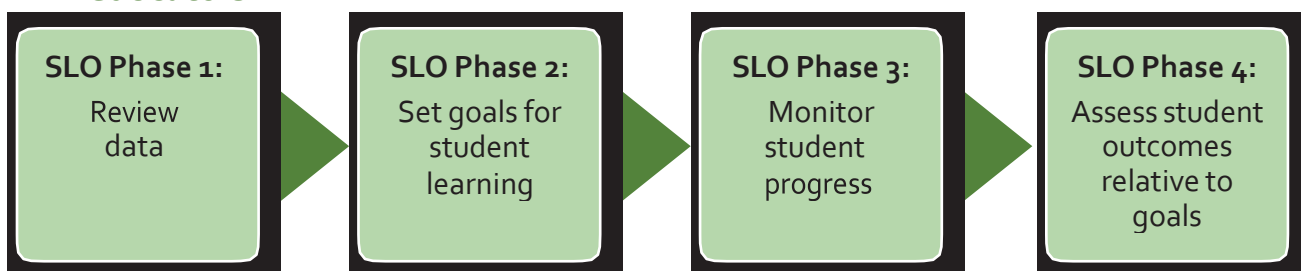 SLO Phase 1:
Review
data
SLO Phase 2:
Set goals for
student
learning
SLO Phase 3:
Monitor
student
progress
SLO Phase 4:
Assess student
outcomes
relative to
goals